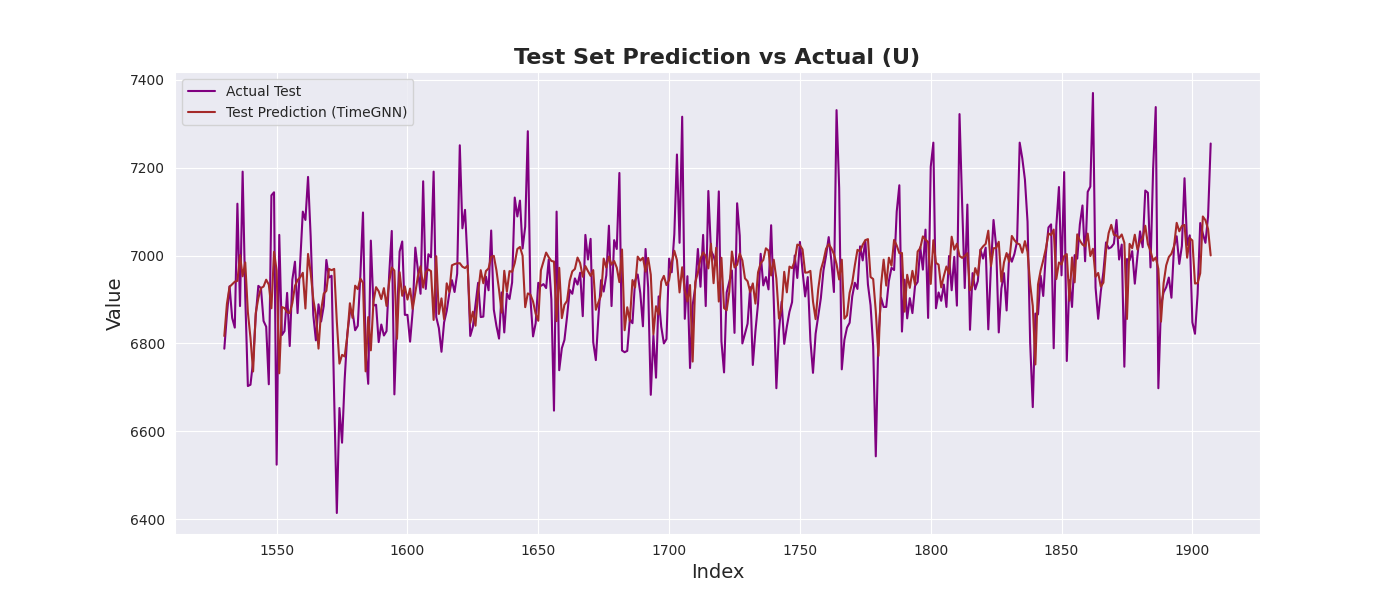 Test Set Prediction vs Actual (U)
Actual Test
Test Prediction (TimeGNN)
7400
7200
7000
6800
6600
6400
Value
1550 1600 1650 1700 1750 1800 1850 1900
Index